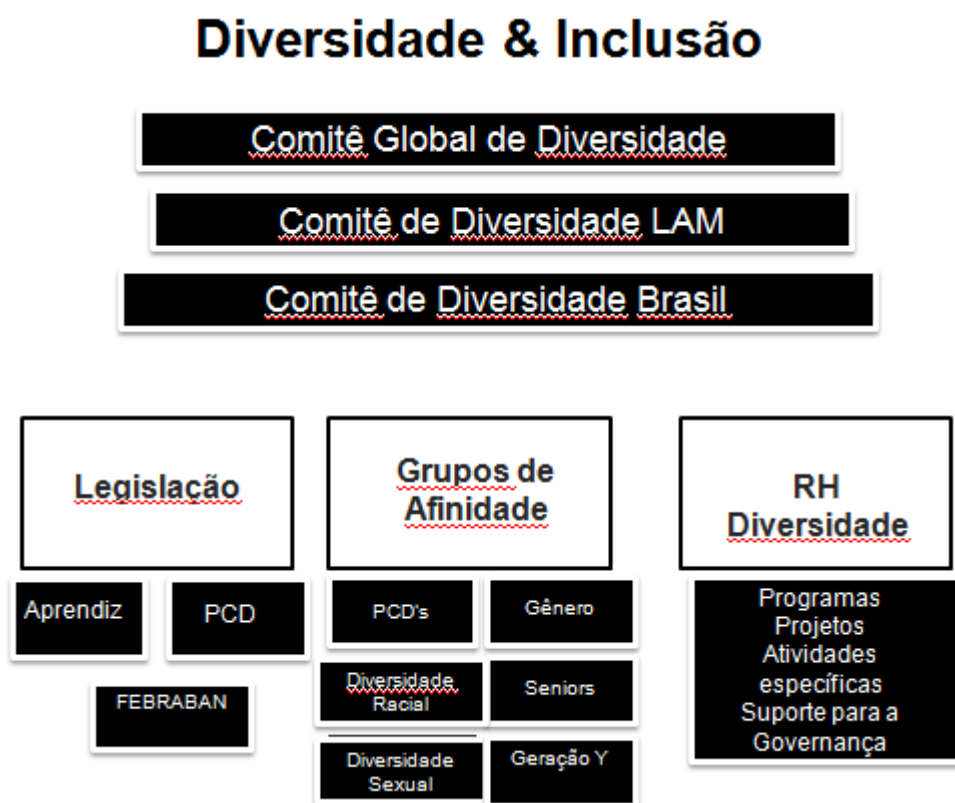 Diversidade & Inclusão
Comitê Global de Diversidade
Comitê de Diversidade LAM
Comitê de Diversidade Brasil
Legislação
Aprendiz
PCD
FEBRABAN
Grupos de
Afinidade
PCD's
Gênero
Diversidade
Racial
Seniors
Diversidade
Sexual
Geração Y
RH
Diversidade
Programas
Projetos
Atividades
específicas
Suporte para a
Governança